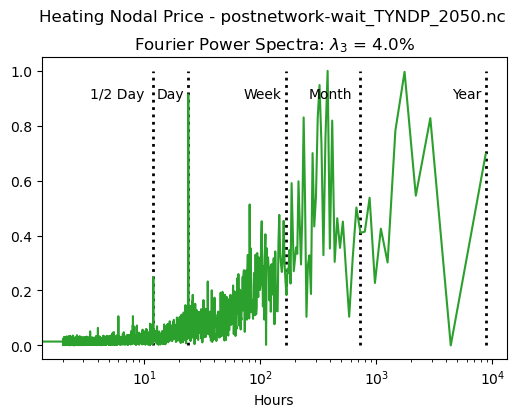 Heating Nodal Price - postnetwork-wait_TYNDP_2050.nc
Fourier Power Spectra: λ₃ = 4.0%
1.0
1/2 Day
Day
Week
Month
Year
0.8
0.6
0.4
0.2
0.0
10¹
10²
10³
10⁴
Hours